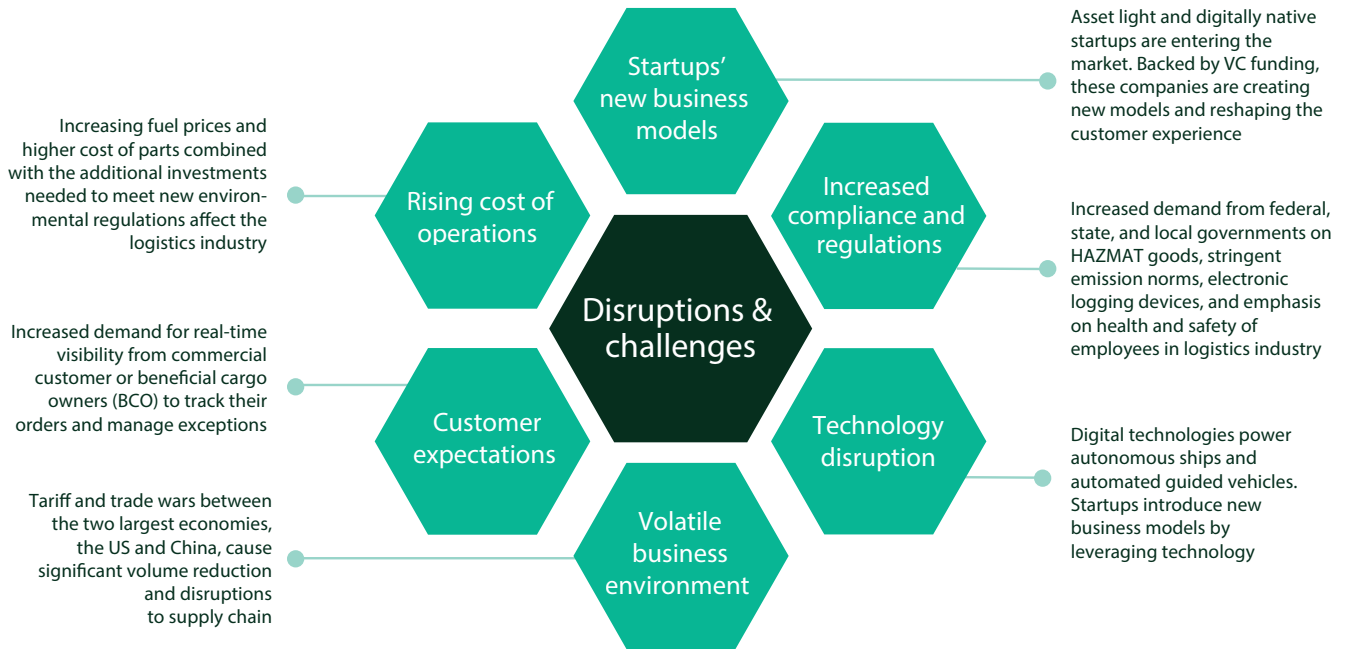 Startups'
new business
models
Asset light and digitally native
startups are entering the
market. Backed by VC funding,
these companies are creating
new models and reshaping the
customer experience
Increasing fuel prices and
higher cost of parts combined
with the additional investments
needed to meet new environ-
mental regulations affect the
logistics industry
Rising cost of
operations
Increased
compliance and
regulations
Increased demand from federal,
state, and local governments on
HAZMAT goods, stringent
emission norms, electronic
logging devices, and emphasis
on health and safety of
employees in logistics industry
Disruptions &
challenges
Increased demand for real-time
visibility from commercial
customer or beneficial cargo
owners (BCO) to track their
orders and manage exceptions
Customer
expectations
Technology
disruption
Digital technologies power
autonomous ships and
automated guided vehicles.
Startups introduce new
business models by
leveraging technology
Tariff and trade wars between
the two largest economies,
the US and China, cause
significant volume reduction
and disruptions
to supply chain
Volatile
business
environment